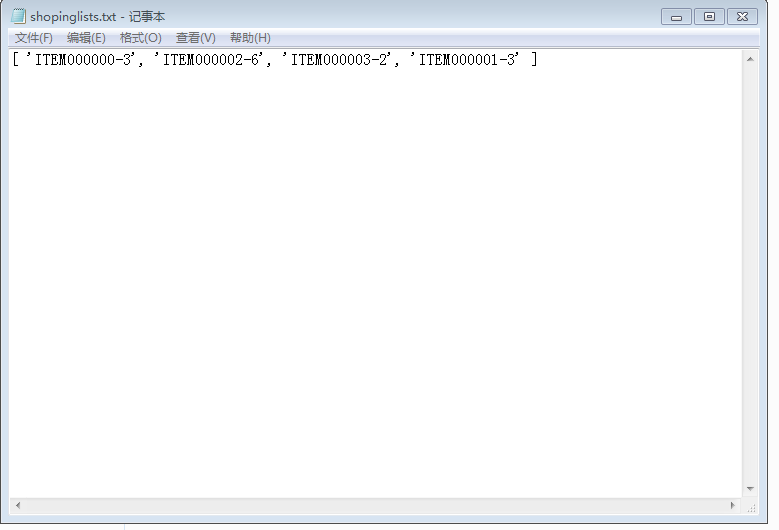 shopinglists.txt - 记事本
文件(F) 编辑(E) 格式(O) 查看(V) 帮助(H)
[ 'ITEM000000-3', 'ITEM000002-6', 'ITEM000003-2', 'ITEM000001-3' ]